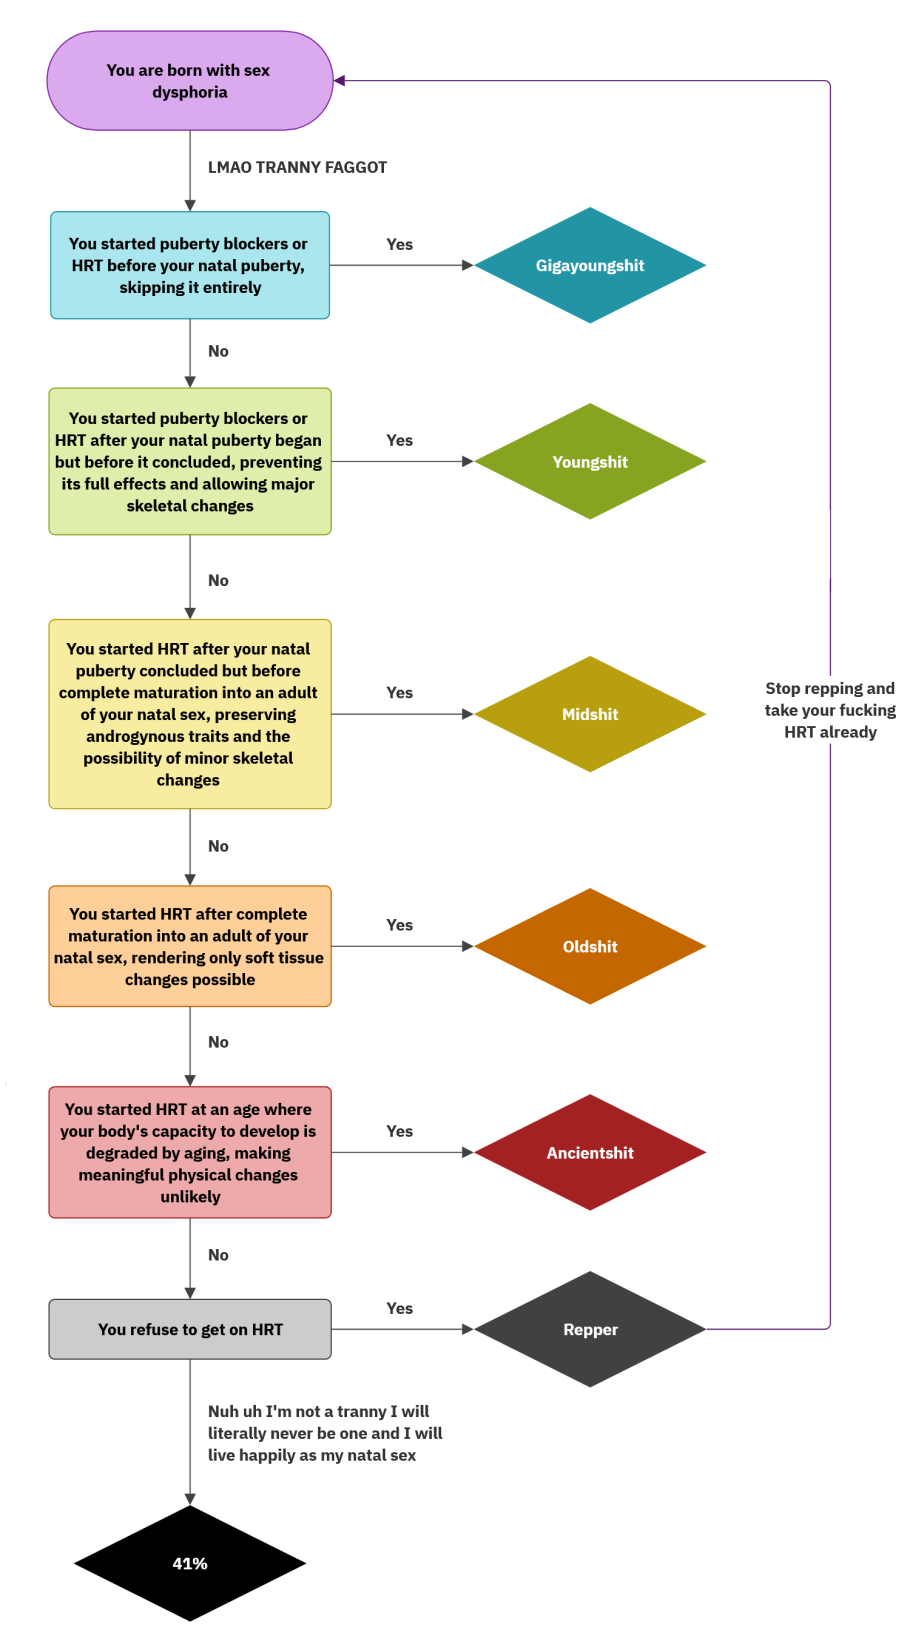 You are born with sex
dysphoria
LMAO TRANNY FAGGOT
You started puberty blockers or
HRT before your natal puberty,
skipping it entirely
Yes
Gigayoungshit
No
You started puberty blockers or
HRT after your natal puberty began
but before it concluded, preventing
its full effects and allowing major
skeletal changes
Yes
Youngshit
No
You started HRT after your natal
puberty concluded but before
complete maturation into an adult
of your natal sex, preserving
androgynous traits and the
possibility of minor skeletal
changes
Yes
Midshit
Stop repping and
take your fucking
HRT already
No
You started HRT after complete
maturation into an adult of your
natal sex, rendering only soft tissue
changes possible
Yes
Oldshit
No
You started HRT at an age where
your body's capacity to develop is
degraded by aging, making
meaningful physical changes
unlikely
Yes
Ancientshit
No
You refuse to get on HRT
Yes
Repper
Nuh uh I'm not a tranny I will
literally never be one and I will
live happily as my natal sex
41%